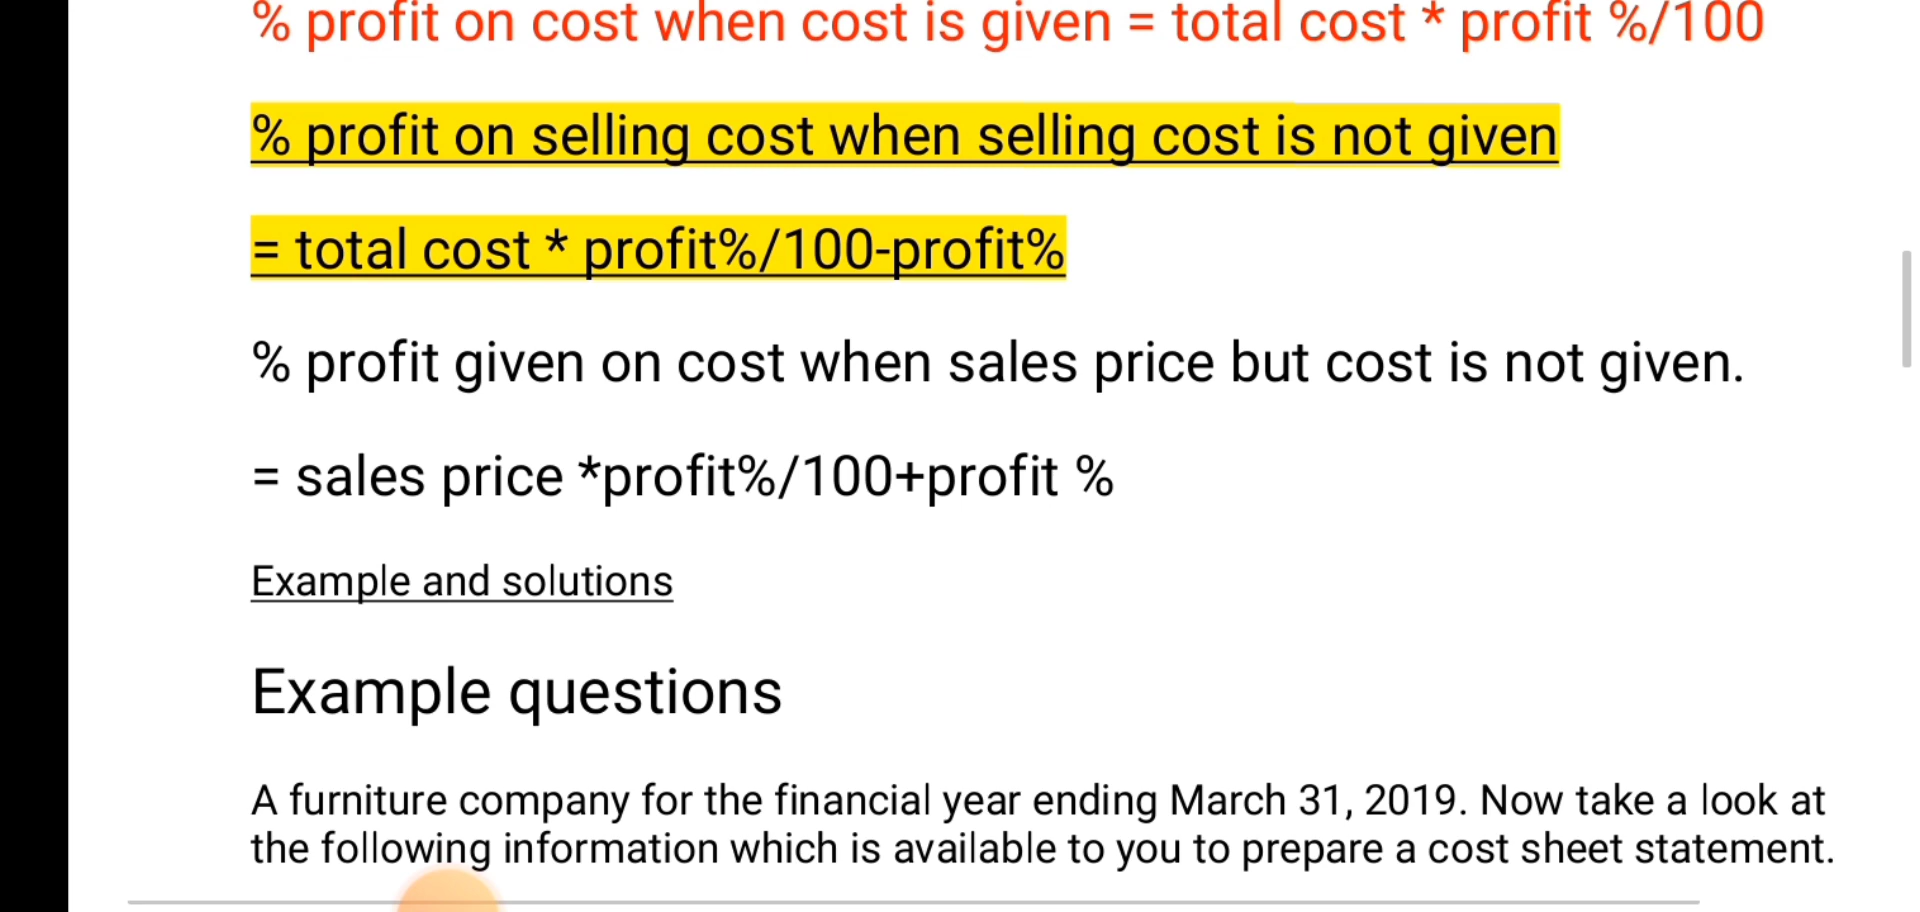 % profit on cost when cost is given = total cost * profit %/100
% profit on selling cost when selling cost is not given
= total cost * profit%/100-profit%
% profit given on cost when sales price but cost is not given.
= sales price *profit%/100+profit %
Example and solutions
Example questions
A furniture company for the financial year ending March 31, 2019. Now take a look at
the following information which is available to you to prepare a cost sheet statement.